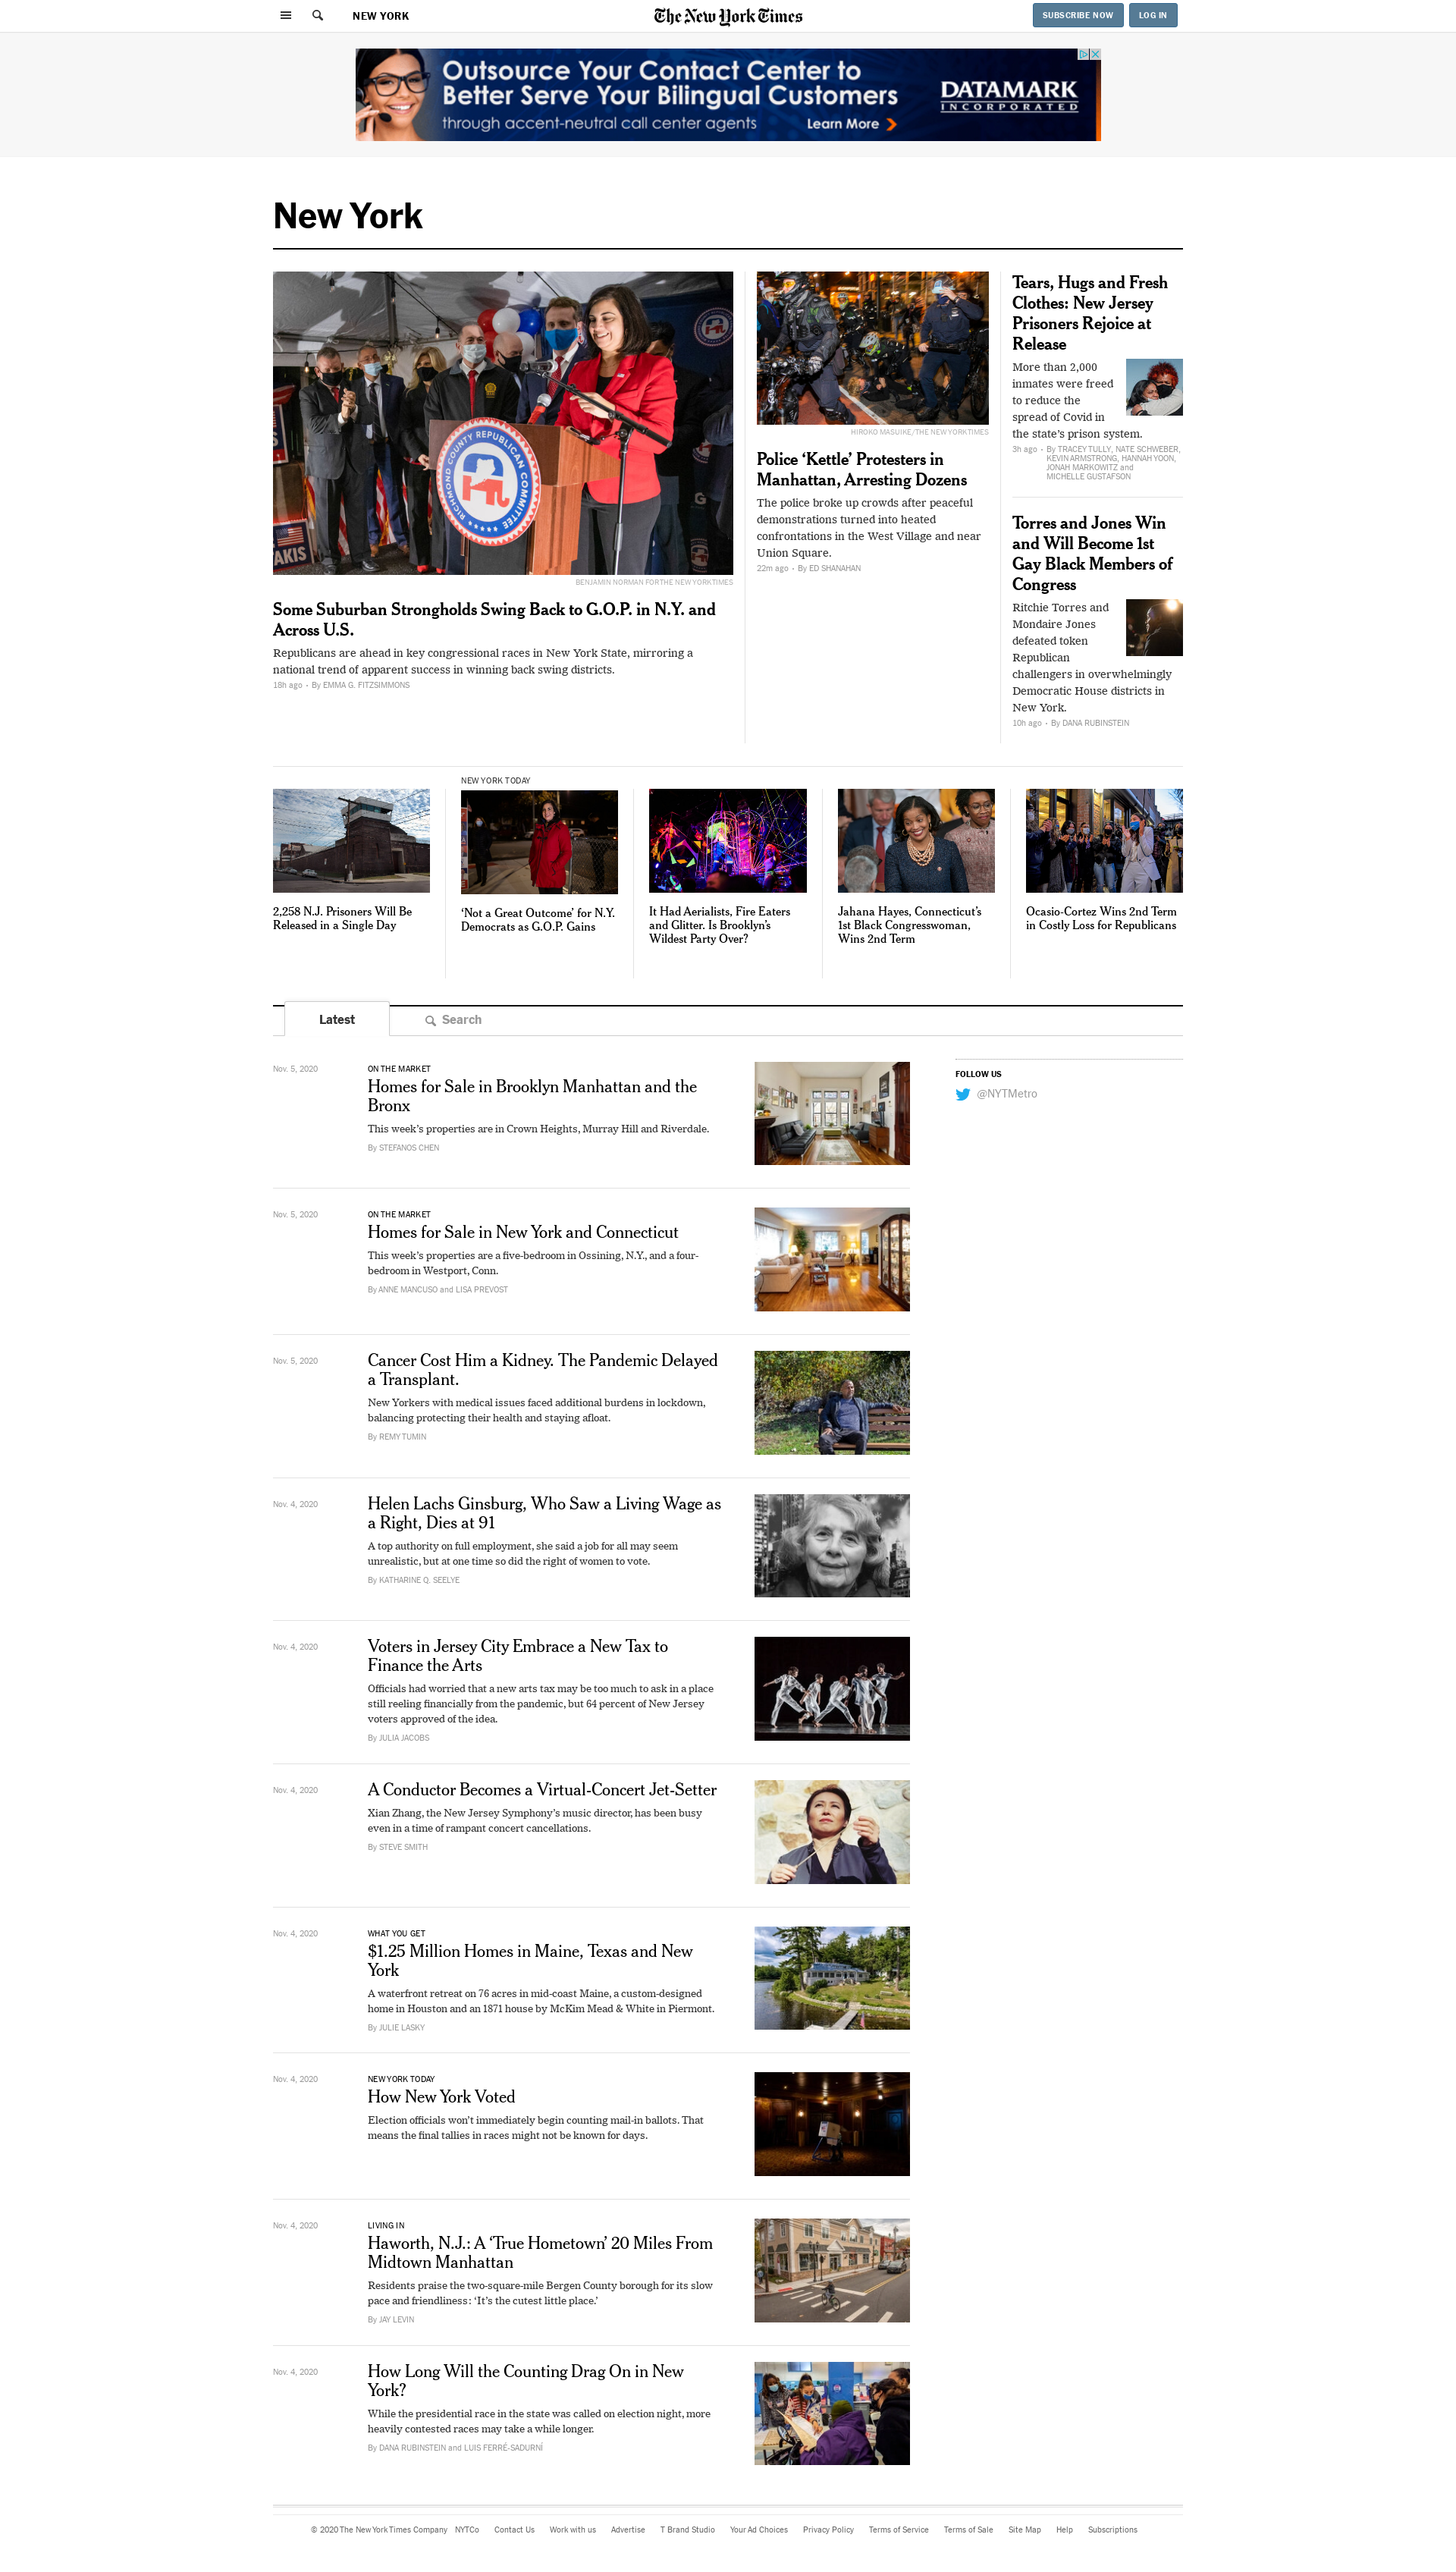 NEW YORK
The New York Times
SUBSCRIBE NOW
LOG IN
Outsource Your Contact Center to
Better Serve Your Bilingual Customers
through accent-neutral call center agents
Learn More
DATAMARK
INCORPORATED
New York
RICHMOND COUNTY
REPUBLICAN COMMITTEE
BENJAMIN NORMAN FOR THE NEW YORK TIMES
Some Suburban Strongholds Swing Back to G.O.P. in N.Y. and
Across U.S.
Republicans are ahead in key congressional races in New York State, mirroring a
national trend of apparent success in winning back swing districts.
18h ago • By EMMA G. FITZSIMMONS
HIROKO MASUIKE/THE NEW YORK TIMES
Police ‘Kettle’ Protesters in
Manhattan, Arresting Dozens
The police broke up crowds after peaceful
demonstrations turned into heated
confrontations in the West Village and near
Union Square.
22m ago • By ED SHANAHAN
Tears, Hugs and Fresh
Clothes: New Jersey
Prisoners Rejoice at
Release
More than 2,000
inmates were freed
to reduce the
spread of Covid in
the state’s prison system.
3h ago • By TRACEY TULLY, NATE SCHWEBER,
KEVIN ARMSTRONG, HANNAH YOON,
JONAH MARKOWITZ and
MICHELLE GUSTAFSON
Torres and Jones Win
and Will Become 1st
Gay Black Members of
Congress
Ritchie Torres and
Mondaire Jones
defeated token
Republican
challengers in overwhelmingly
Democratic House districts in
New York.
10h ago • By DANA RUBINSTEIN
2,258 N.J. Prisoners Will Be
Released in a Single Day
NEW YORK TODAY
‘Not a Great Outcome’ for N.Y.
Democrats as G.O.P. Gains
It Had Aerialists, Fire Eaters
and Glitter. Is Brooklyn’s
Wildest Party Over?
Jahana Hayes, Connecticut’s
1st Black Congresswoman,
Wins 2nd Term
Ocasio-Cortez Wins 2nd Term
in Costly Loss for Republicans
Latest
Search
Nov. 5, 2020
ON THE MARKET
Homes for Sale in Brooklyn Manhattan and the
Bronx
This week’s properties are in Crown Heights, Murray Hill and Riverdale.
By STEFANOS CHEN
FOLLOW US
@NYTMetro
Nov. 5, 2020
ON THE MARKET
Homes for Sale in New York and Connecticut
This week’s properties are a five-bedroom in Ossining, N.Y., and a four-
bedroom in Westport, Conn.
By ANNE MANCUSO and LISA PREVOST
Nov. 5, 2020
Cancer Cost Him a Kidney. The Pandemic Delayed
a Transplant.
New Yorkers with medical issues faced additional burdens in lockdown,
balancing protecting their health and staying afloat.
By REMY TUMIN
Nov. 4, 2020
Helen Lachs Ginsburg, Who Saw a Living Wage as
a Right, Dies at 91
A top authority on full employment, she said a job for all may seem
unrealistic, but at one time so did the right of women to vote.
By KATHARINE Q. SEELYE
Nov. 4, 2020
Voters in Jersey City Embrace a New Tax to
Finance the Arts
Officials had worried that a new arts tax may be too much to ask in a place
still reeling financially from the pandemic, but 64 percent of New Jersey
voters approved of the idea.
By JULIA JACOBS
Nov. 4, 2020
A Conductor Becomes a Virtual-Concert Jet-Setter
Xian Zhang, the New Jersey Symphony’s music director, has been busy
even in a time of rampant concert cancellations.
By STEVE SMITH
Nov. 4, 2020
WHAT YOU GET
$1.25 Million Homes in Maine, Texas and New
York
A waterfront retreat on 76 acres in mid-coast Maine, a custom-designed
home in Houston and an 1871 house by McKim Mead & White in Piermont.
By JULIE LASKY
Nov. 4, 2020
NEW YORK TODAY
How New York Voted
Election officials won’t immediately begin counting mail-in ballots. That
means the final tallies in races might not be known for days.
Nov. 4, 2020
LIVING IN
Haworth, N.J.: A ‘True Hometown’ 20 Miles From
Midtown Manhattan
Residents praise the two-square-mile Bergen County borough for its slow
pace and friendliness: ‘It’s the cutest little place.’
By JAY LEVIN
Nov. 4, 2020
How Long Will the Counting Drag On in New
York?
While the presidential race in the state was called on election night, more
heavily contested races may take a while longer.
By DANA RUBINSTEIN and LUIS FERRÉ-SADURNÍ
© 2020 The New York Times Company NYTCo Contact Us Work with us Advertise T Brand Studio Your Ad Choices Privacy Policy Terms of Service Terms of Sale Site Map Help Subscriptions